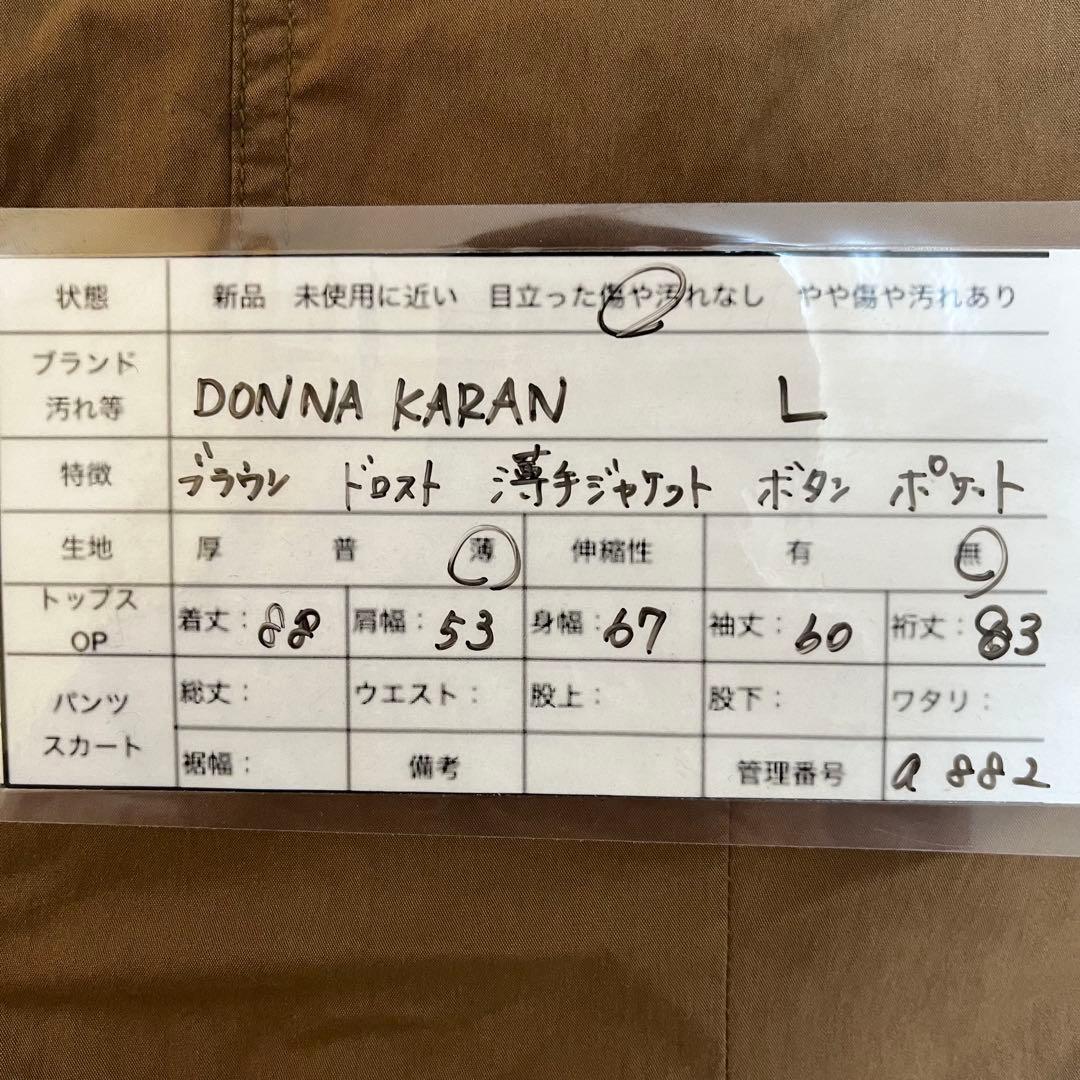 状態 新品 未使用に近い 目立った傷や汚れなし やや傷や汚れあり
ブランド
汚れ等 DONNA KARAN L
特徴 ブラウン ドロスト 薄手ジャケット ボタン ポケット
生地 厚 普 薄 伸縮性 有 無
トップス
OP 着丈:88 肩幅:53 身幅:67 袖丈:60 裄丈:83
パンツ
スカート 総丈: ウエスト: 股上: 股下: ワタリ:
裾幅: 備考 管理番号 a 882